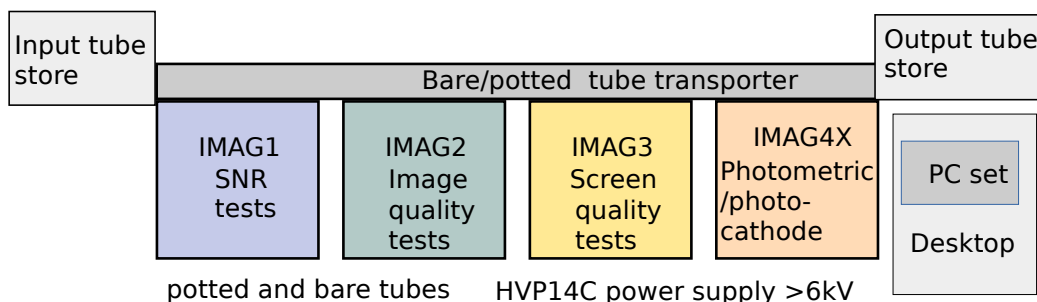 Input tube
store
Bare/potted  tube transporter
Output tube
store
IMAG1
SNR
tests
IMAG2
Image
quality
tests
IMAG3
Screen
quality
tests
IMAG4X
Photometric
/photo-
cathode
PC set
Desktop
potted and bare tubes
HVP14C power supply >6kV